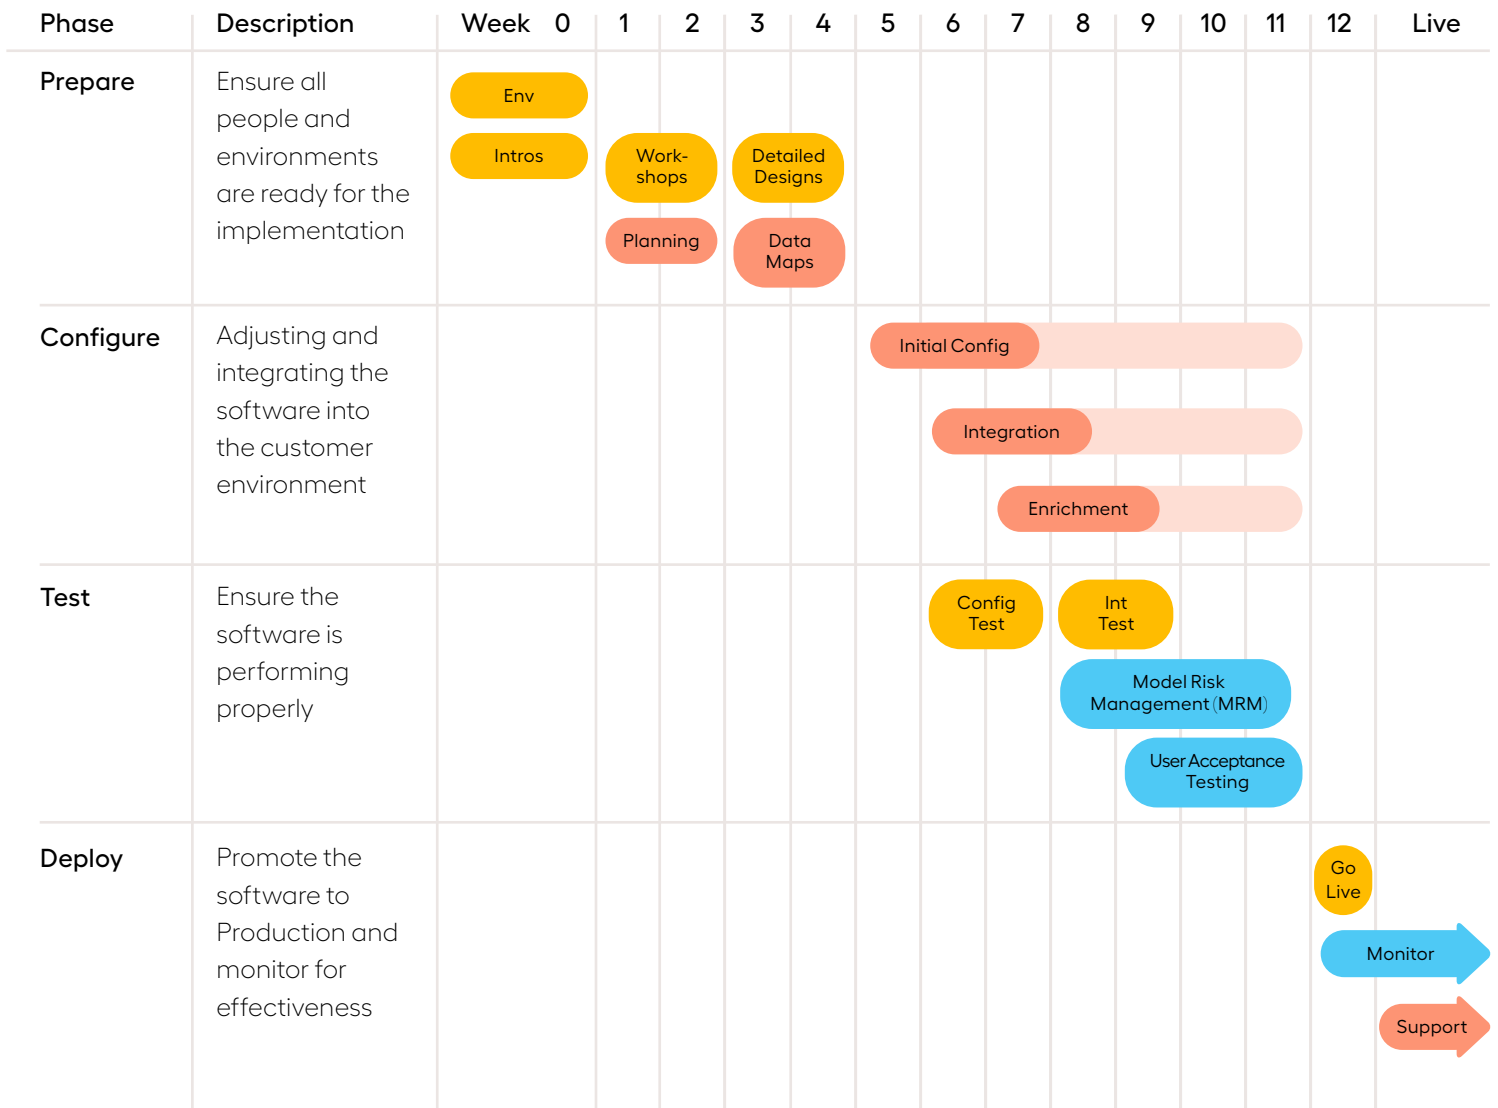 Phase Description Week 0 1 2 3 4 5 6 7 8 9 10 11 12 Live
Prepare
Ensure all
people and
environments
are ready for the
implementation
Env
Intros
Work-
shops
Detailed
Designs
Planning
Data
Maps
Configure
Adjusting and
integrating the
software into
the customer
environment
Initial Config
Integration
Enrichment
Test
Ensure the
software is
performing
properly
Config
Test
Int
Test
Model Risk
Management (MRM)
User Acceptance
Testing
Deploy
Promote the
software to
Production and
monitor for
effectiveness
Go
Live
Monitor
Support